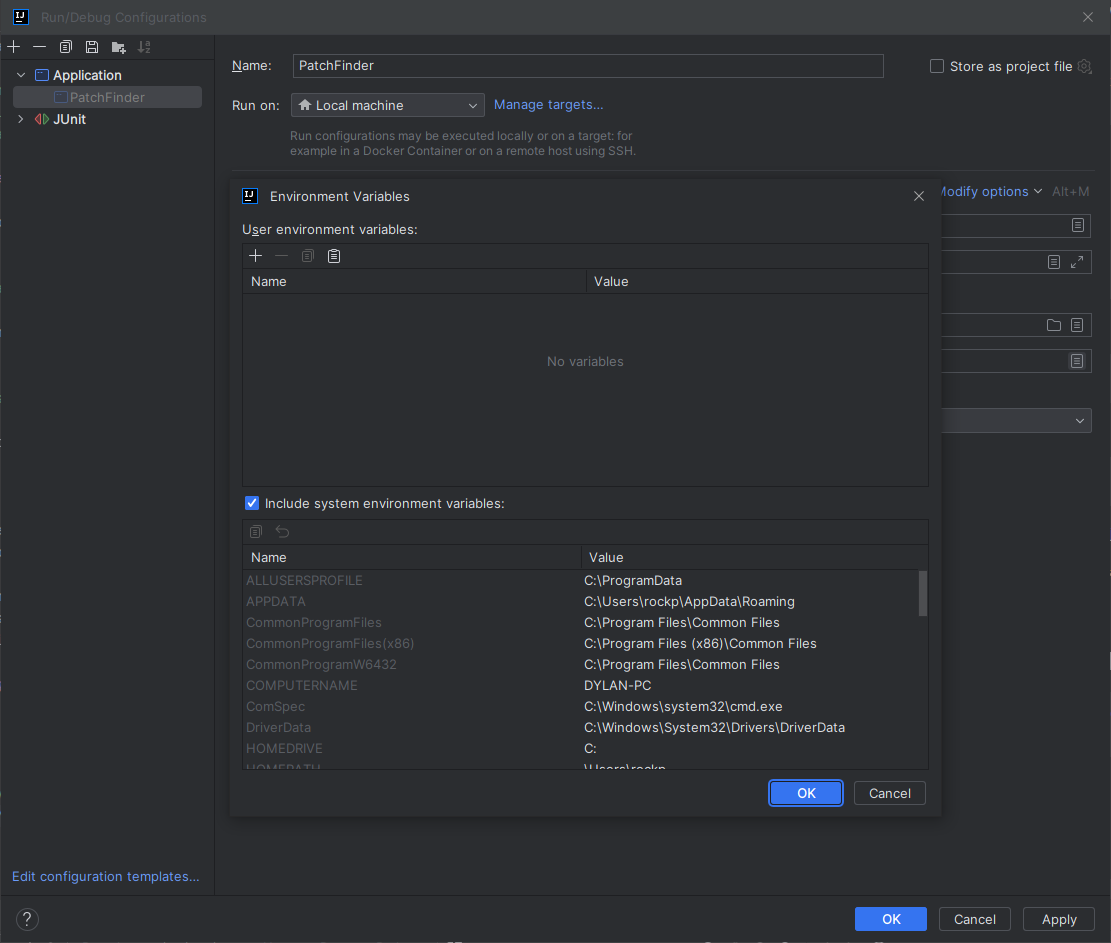 Run/Debug Configurations
Application
PatchFinder
JUnit
Name:
PatchFinder
Store as project file
Run on:
Local machine
Manage targets...
Run configurations may be executed locally or on a target: for
example in a Docker Container or on a remote host using SSH.
Modify options
Alt+M
Environment Variables
User environment variables:
Name Value
No variables
Include system environment variables:
Name Value
ALLUSERSPROFILE C:\ProgramData
APPDATA C:\Users\rockp\AppData\Roaming
CommonProgramFiles C:\Program Files\Common Files
CommonProgramFiles(x86) C:\Program Files (x86)\Common Files
CommonProgramW6432 C:\Program Files\Common Files
COMPUTERNAME DYLAN-PC
ComSpec C:\Windows\system32\cmd.exe
DriverData C:\Windows\System32\Drivers\DriverData
HOMEDRIVE C:
HOMEPATH \Users\rockp
OK Cancel
Edit configuration templates...
? OK Cancel Apply